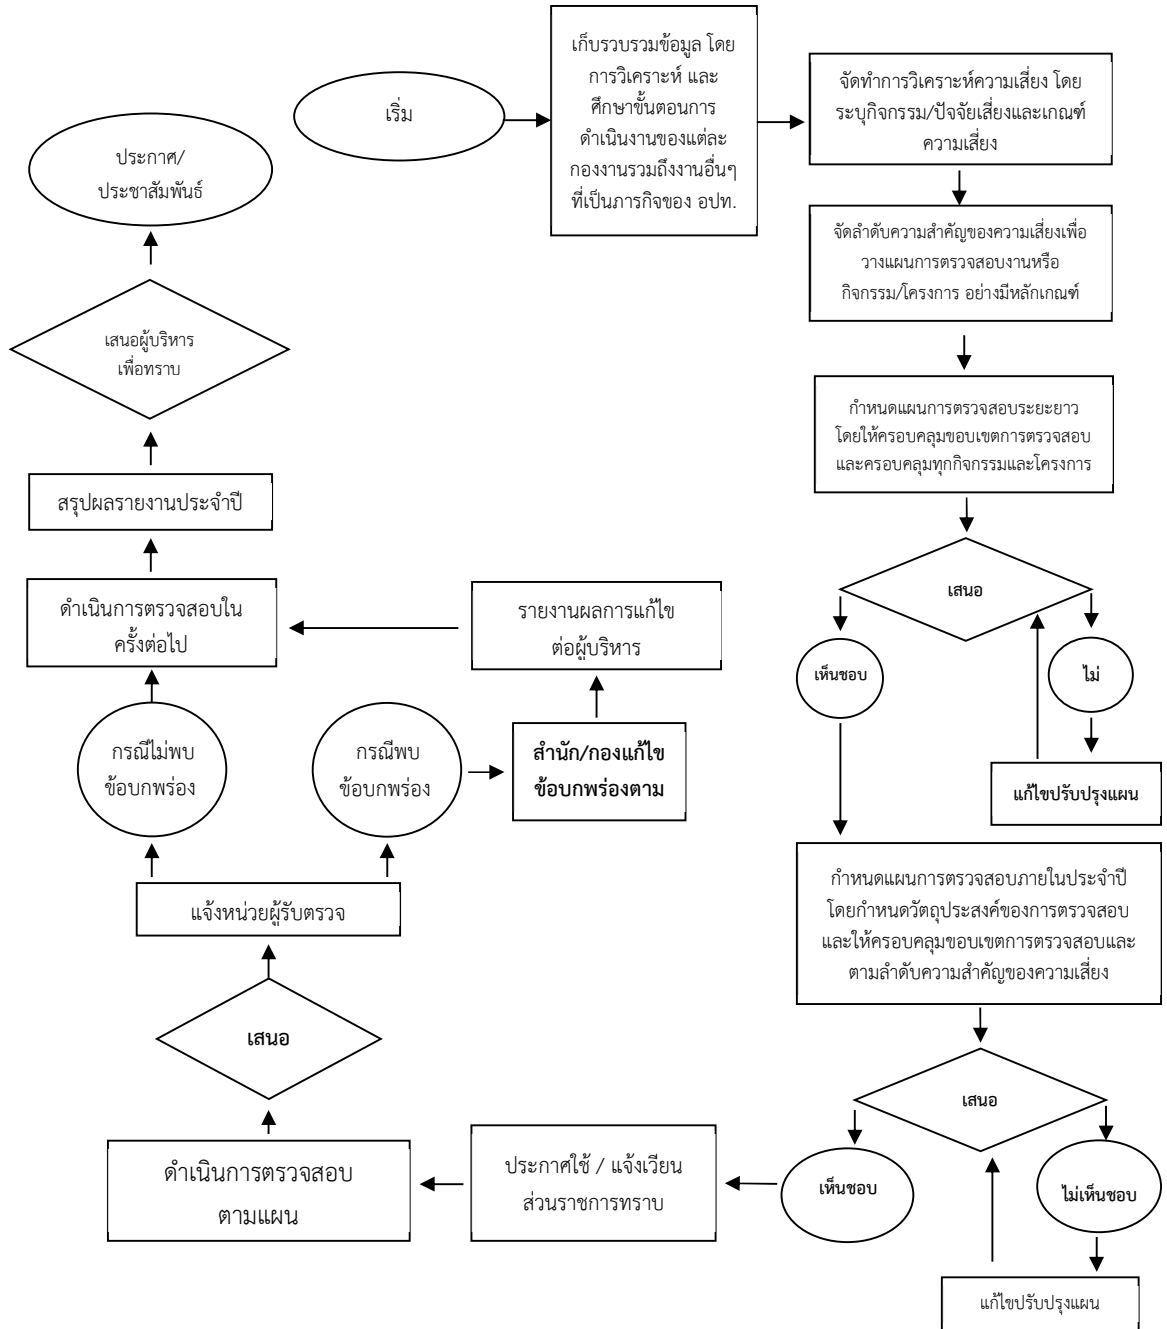 เริ่ม
เก็บรวบรวมข้อมูล โดย
การวิเคราะห์ และ
ศึกษาขั้นตอนการ
ดำเนินงานของแต่ละ
กองงานรวมถึงงานอื่นๆ
ที่เป็นภารกิจของ อปท.
จัดทำการวิเคราะห์ความเสี่ยง โดย
ระบุกิจกรรม/ปัจจัยเสี่ยงและเกณฑ์
ความเสี่ยง
จัดลำดับความสำคัญของความเสี่ยงเพื่อ
วางแผนการตรวจสอบงานหรือ
กิจกรรม/โครงการ อย่างมีหลักเกณฑ์
กำหนดแผนการตรวจสอบระยะยาว
โดยให้ครอบคลุมขอบเขตการตรวจสอบ
และครอบคลุมทุกกิจกรรมและโครงการ
เสนอ
เห็นชอบ
ไม่
แก้ไขปรับปรุงแผน
กำหนดแผนการตรวจสอบภายในประจำปี
โดยกำหนดวัตถุประสงค์ของการตรวจสอบ
และให้ครอบคลุมขอบเขตการตรวจสอบและ
ตามลำดับความสำคัญของความเสี่ยง
เสนอ
เห็นชอบ
ไม่เห็นชอบ
แก้ไขปรับปรุงแผน
ประกาศใช้ / แจ้งเวียน
ส่วนราชการทราบ
ดำเนินการตรวจสอบ
ตามแผน
เสนอ
แจ้งหน่วยผู้รับตรวจ
กรณีไม่พบ
ข้อบกพร่อง
กรณีพบ
ข้อบกพร่อง
สำนัก/กองแก้ไข
ข้อบกพร่องตาม
รายงานผลการแก้ไข
ต่อผู้บริหาร
ดำเนินการตรวจสอบใน
ครั้งต่อไป
สรุปผลรายงานประจำปี
เสนอผู้บริหาร
เพื่อทราบ
ประกาศ/
ประชาสัมพันธ์